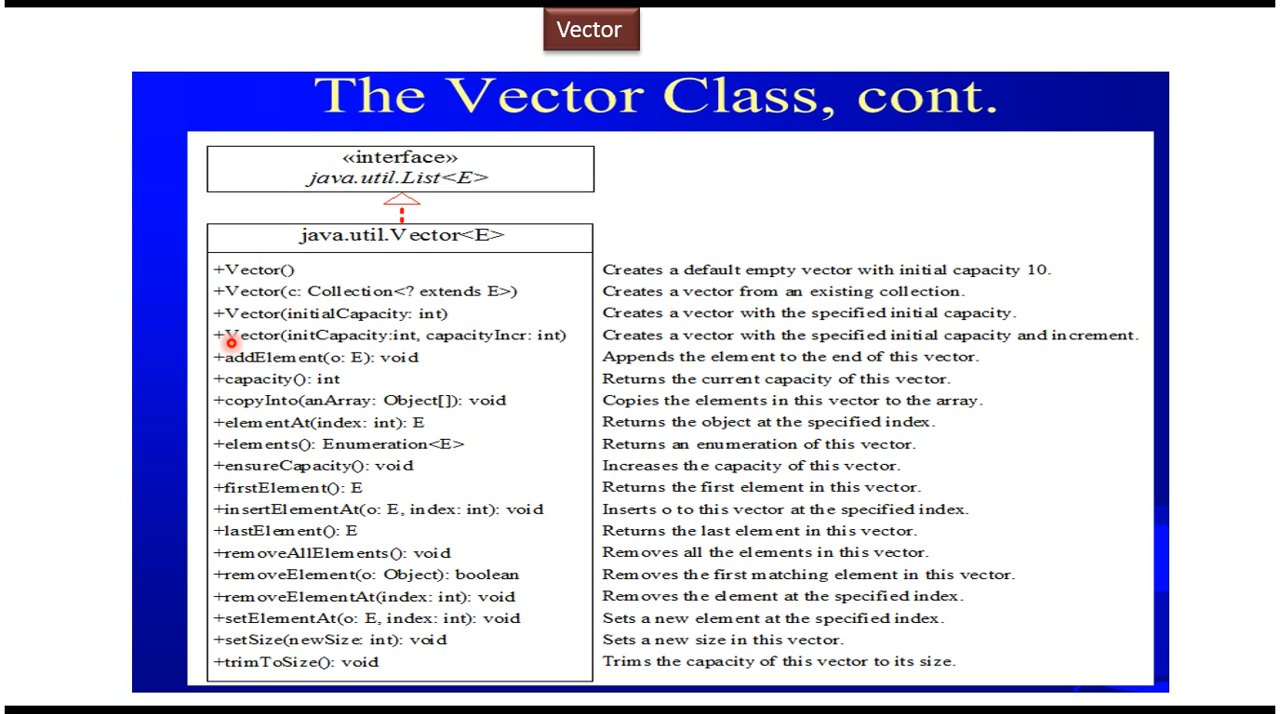 Vector
The Vector Class, cont.
«interface»
java.util.List<E>
java.util.Vector<E>
+Vector() Creates a default empty vector with initial capacity 10.
+Vector(c: Collection<? extends E>) Creates a vector from an existing collection.
+Vector(initialCapacity: int) Creates a vector with the specified initial capacity.
+Vector(initCapacity:int, capacityIncr: int) Creates a vector with the specified initial capacity and increment.
+addElement(o: E): void Appends the element to the end of this vector.
+capacity(): int Returns the current capacity of this vector.
+copyInto(anArray: Object[]): void Copies the elements in this vector to the array.
+elementAt(index: int): E Returns the object at the specified index.
+elements(): Enumeration<E> Returns an enumeration of this vector.
+ensureCapacity(): void Increases the capacity of this vector.
+firstElement(): E Returns the first element in this vector.
+insertElementAt(o: E, index: int): void Inserts o to this vector at the specified index.
+lastElement(): E Returns the last element in this vector.
+removeAllElements(): void Removes all the elements in this vector.
+removeElement(o: Object): boolean Removes the first matching element in this vector.
+removeElementAt(index: int): void Removes the element at the specified index.
+setElementAt(o: E, index: int): void Sets a new element at the specified index.
+setSize(newSize: int): void Sets a new size in this vector.
+trimToSize(): void Trims the capacity of this vector to its size.